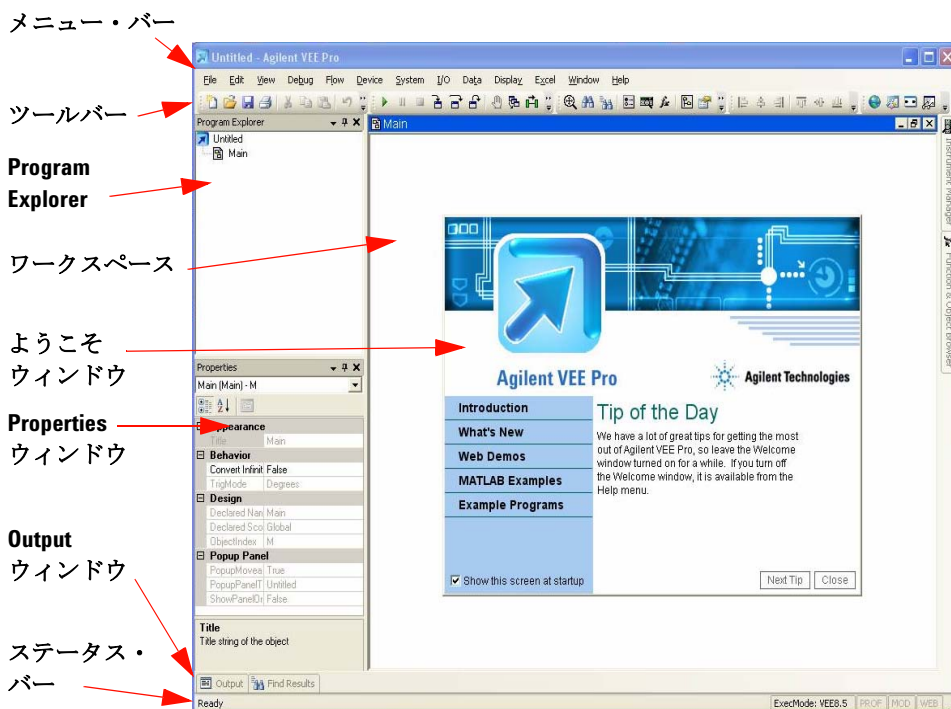 メニュー・バー
ツールバー
Program
Explorer
ワークスペース
ようこそ
ウィンドウ
Properties
ウィンドウ
Output
ウィンドウ
ステータス・
バー
Untitled - Agilent VEE Pro
File Edit View Debug Flow Device System I/O Data Display Excel Window Help
Program Explorer
Untitled
Main
Main
Instrument Manager
Function & Object Browser
Agilent VEE Pro
Agilent Technologies
Introduction
What's New
Web Demos
MATLAB Examples
Example Programs
Show this screen at startup
Tip of the Day
We have a lot of great tips for getting the most
out of Agilent VEE Pro, so leave the Welcome
window turned on for a while. If you turn off
the Welcome window, it is available from the
Help menu.
Next Tip Close
Properties
Main (Main) - M
Appearance
Title Main
Behavior
Convert Infinit False
TrigMode Degrees
Design
Declared Nan Main
Declared Sco Global
ObjectIndex M
Popup Panel
PopupMovea True
PopupPanelT Untitled
ShowPanelOr False
Title
Title string of the object
Output Find Results
Ready
ExecMode: VEE8.5 PROF MOD WEB